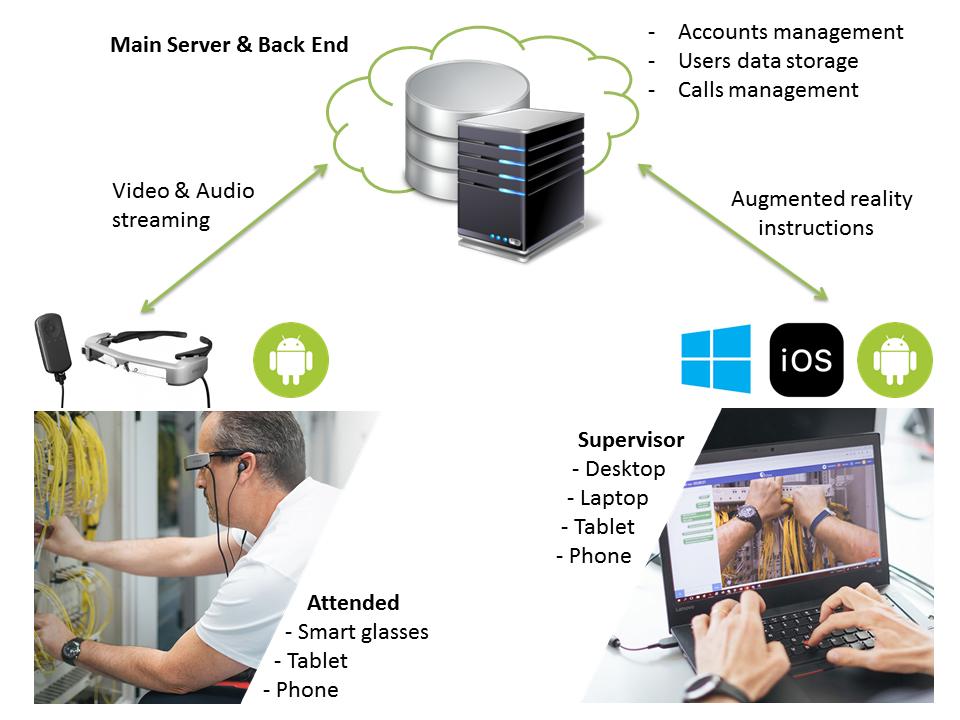 Main Server & Back End
- Accounts management
- Users data storage
- Calls management
Video & Audio
streaming
Augmented reality
instructions
iOS
Supervisor
- Desktop
- Laptop
- Tablet
- Phone
Attended
- Smart glasses
- Tablet
- Phone
Lenovo